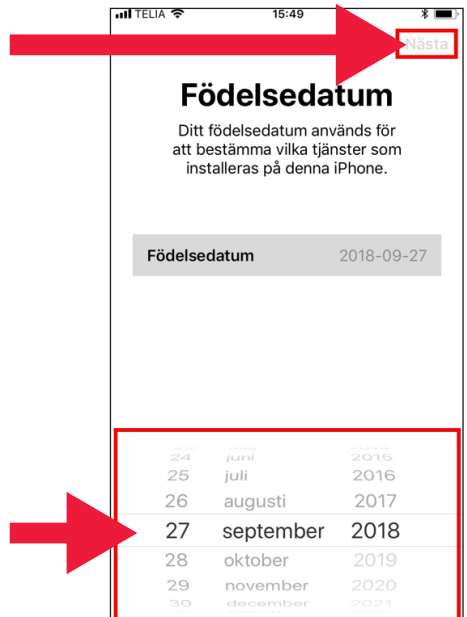 TELIA 15:49
Nästa
Födelsedatum
Ditt födelsedatum används för
att bestämma vilka tjänster som
installeras på denna iPhone.
Födelsedatum 2018-09-27
24 juni 2015
25 juli 2016
26 augusti 2017
27 september 2018
28 oktober 2019
29 november 2020
30 december 2021